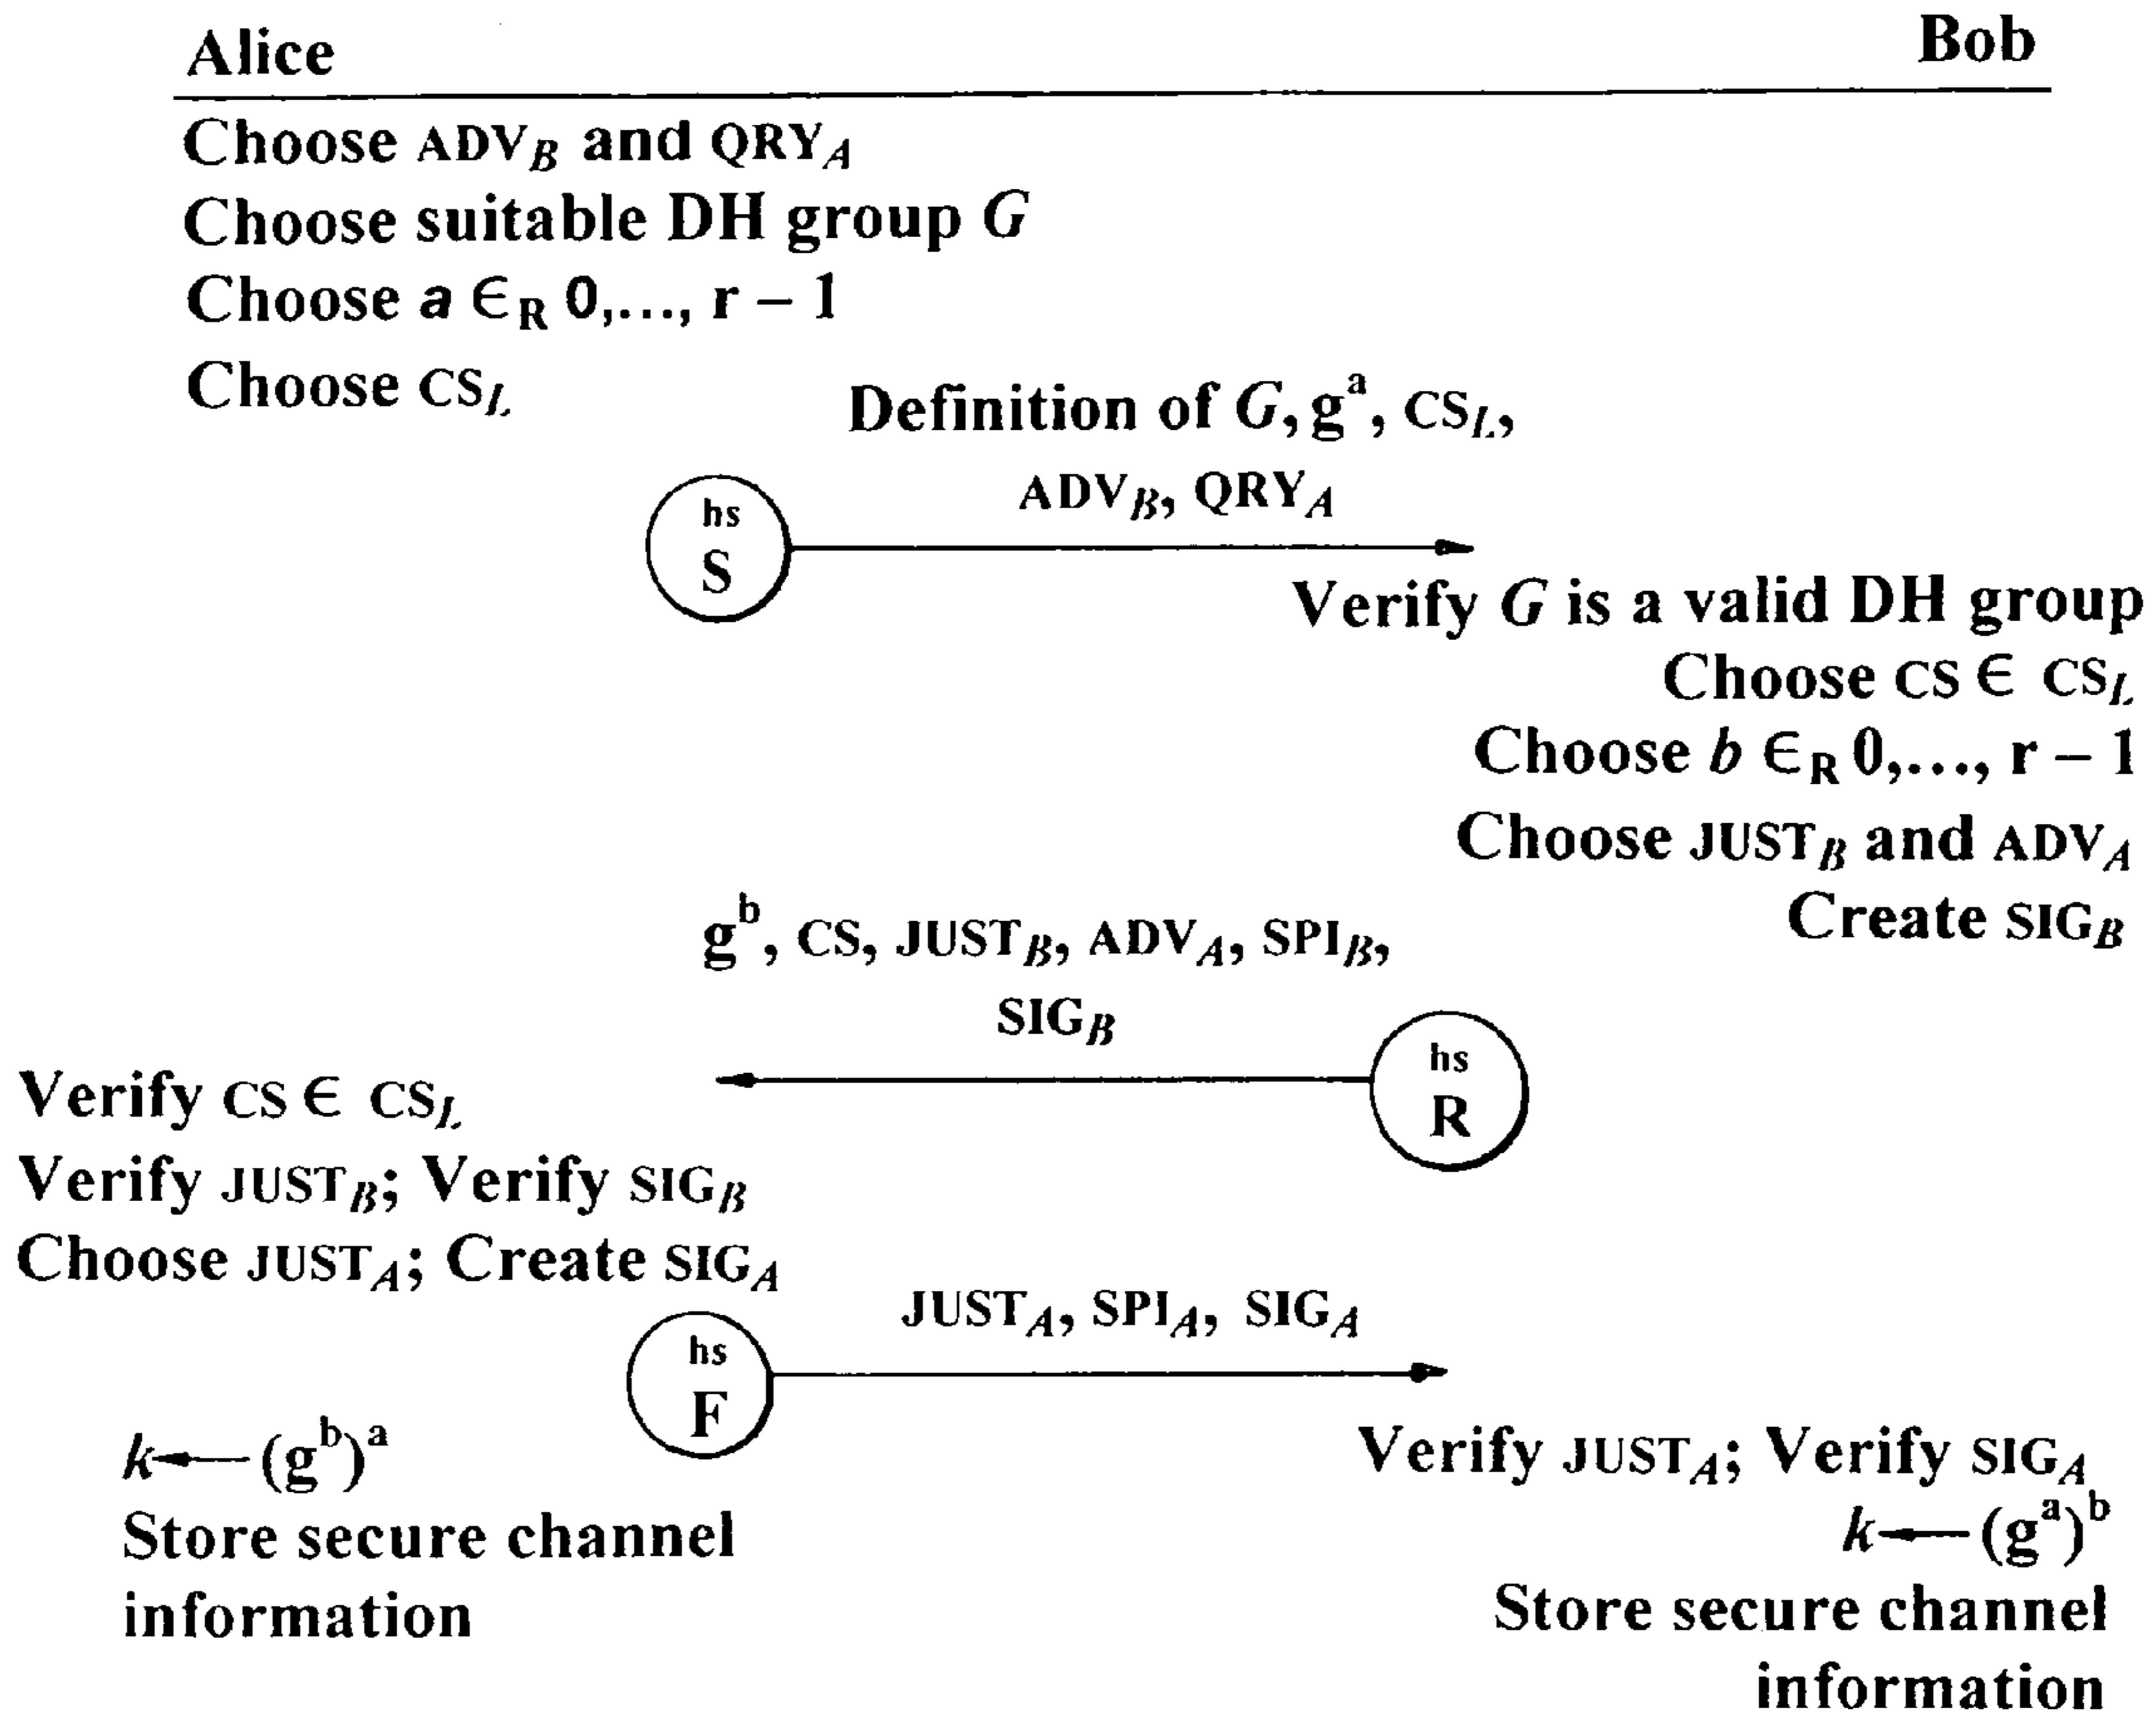 Alice Bob
Choose ADV_B and QRY_A
Choose suitable DH group G
Choose a ∈_R 0,..., r – 1
Choose CS_L
Definition of G, g^a, CS_L,
ADV_B, QRY_A
hs
S
Verify G is a valid DH group
Choose CS ∈ CS_L
Choose b ∈_R 0,..., r – 1
Choose JUST_B and ADV_A
Create SIG_B
g^b, CS, JUST_B, ADV_A, SPI_B,
SIG_B
hs
R
Verify CS ∈ CS_L
Verify JUST_B; Verify SIG_B
Choose JUST_A; Create SIG_A
JUST_A, SPI_A, SIG_A
hs
F
k ← (g^b)^a
Store secure channel
information
Verify JUST_A; Verify SIG_A
k ← (g^a)^b
Store secure channel
information